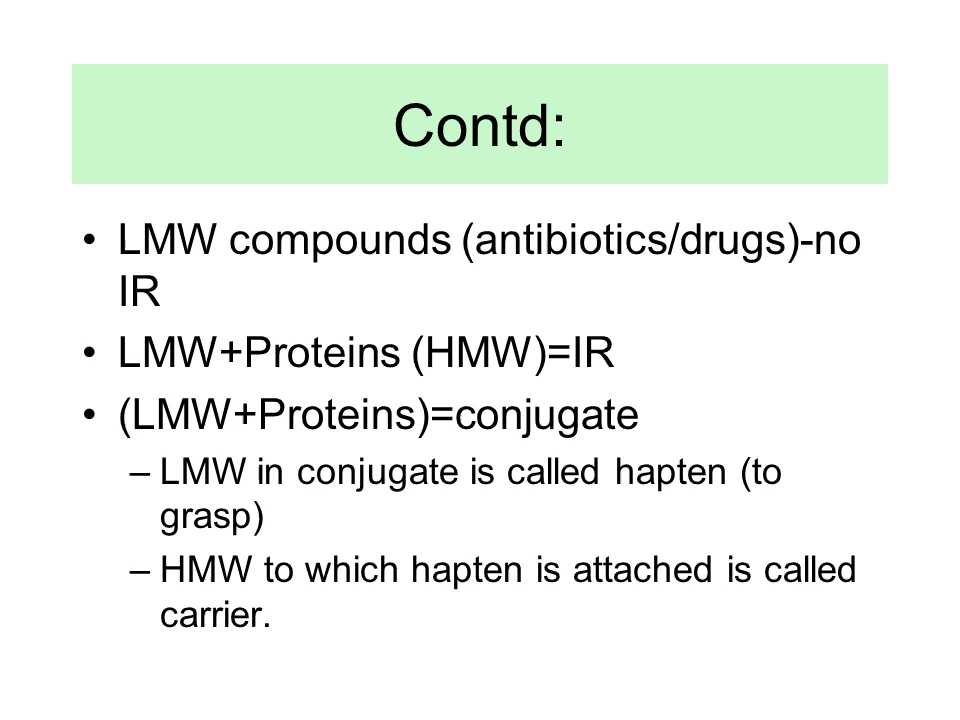 Contd:
• LMW compounds (antibiotics/drugs)-no
IR
• LMW+Proteins (HMW)=IR
• (LMW+Proteins)=conjugate
– LMW in conjugate is called hapten (to
grasp)
– HMW to which hapten is attached is called
carrier.